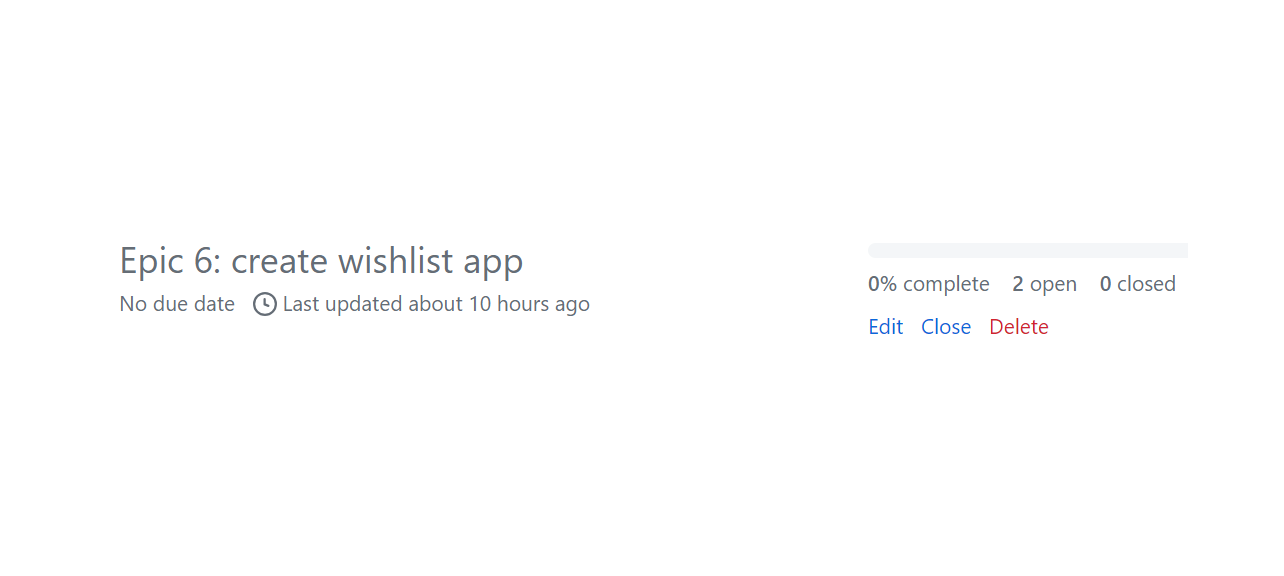 Epic 6: create wishlist app
No due date Last updated about 10 hours ago
0% complete 2 open 0 closed
Edit Close Delete